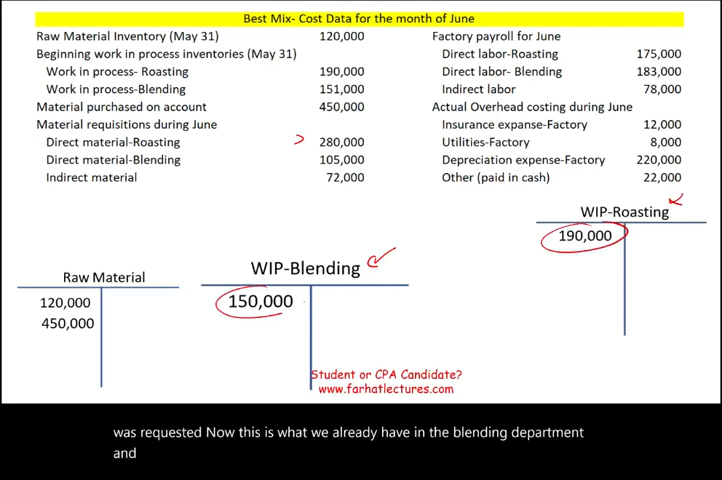 Best Mix- Cost Data for the month of June
Raw Material Inventory (May 31) 120,000
Beginning work in process inventories (May 31)
Work in process- Roasting 190,000
Work in process-Blending 151,000
Material purchased on account 450,000
Material requisitions during June
Direct material-Roasting 280,000
Direct material-Blending 105,000
Indirect material 72,000
Factory payroll for June
Direct labor-Roasting 175,000
Direct labor- Blending 183,000
Indirect labor 78,000
Actual Overhead costing during June
Insurance expanse-Factory 12,000
Utilities-Factory 8,000
Depreciation expense-Factory 220,000
Other (paid in cash) 22,000
WIP-Roasting
190,000
WIP-Blending
150,000
Raw Material
120,000
450,000
Student or CPA Candidate?
www.farhatlectures.com
was requested Now this is what we already have in the blending department
and